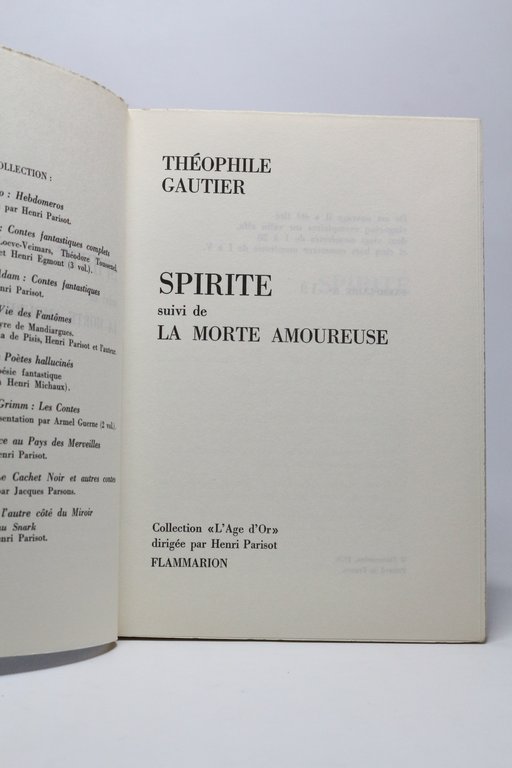 OLLECTION :
o : Hebdomeros
par Henri Parisot.
: Contes fantastiques complets
Loeve-Veimars, Théodore Toussenel
et Henri Egmont (3 vol.).
dam : Contes fantastiques
nri Parisot.
Vie des Fantômes
yre de Mandiargues.
a de Pisis, Henri Parisot et l'auteur
Poètes hallucinés
ésie fantastique
Henri Michaux).
Grimm : Les Contes
sentation par Armel Guerne (2 vol).
ce au Pays des Merveilles
enri Parisot.
e Cachet Noir et autres contes
par Jacques Parsons.
l'autre côté du Miroir
au Snark
nri Parisot.
THÉOPHILE
GAUTIER
SPIRITE
suivi de
LA MORTE AMOUREUSE
Collection «L'Age d'Or»
dirigée par Henri Parisot
FLAMMARION